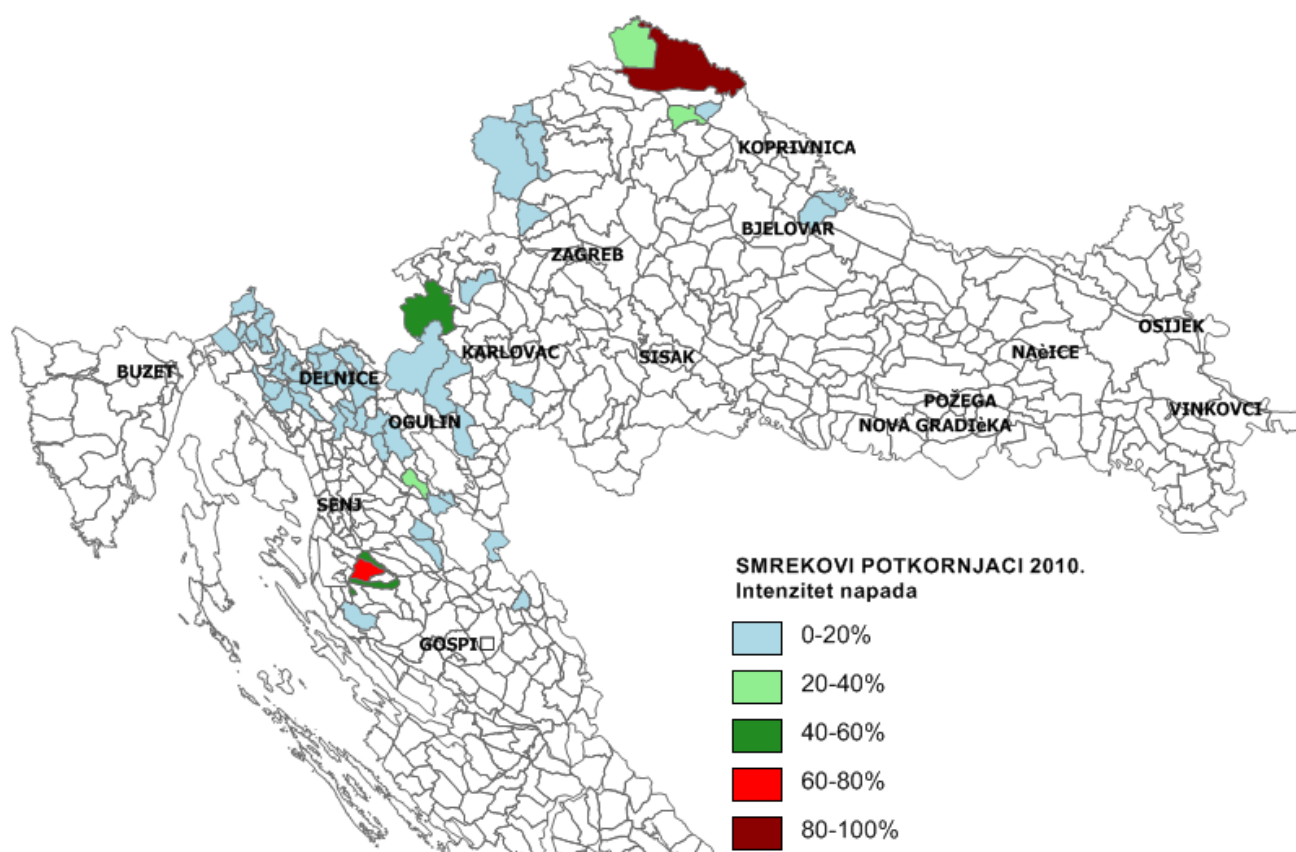 KOPRIVNICA
BJELOVAR
ZAGREB
OSIJEK
NAèICE
KARLOVAC
SISAK
BUZET
DELNICE
POŽEGA
VINKOVCI
OGULIN
NOVA GRADIèKA
SENJ
GOSPI□
SMREKOVI POTKORNJACI 2010.
Intenzitet napada
0-20%
20-40%
40-60%
60-80%
80-100%